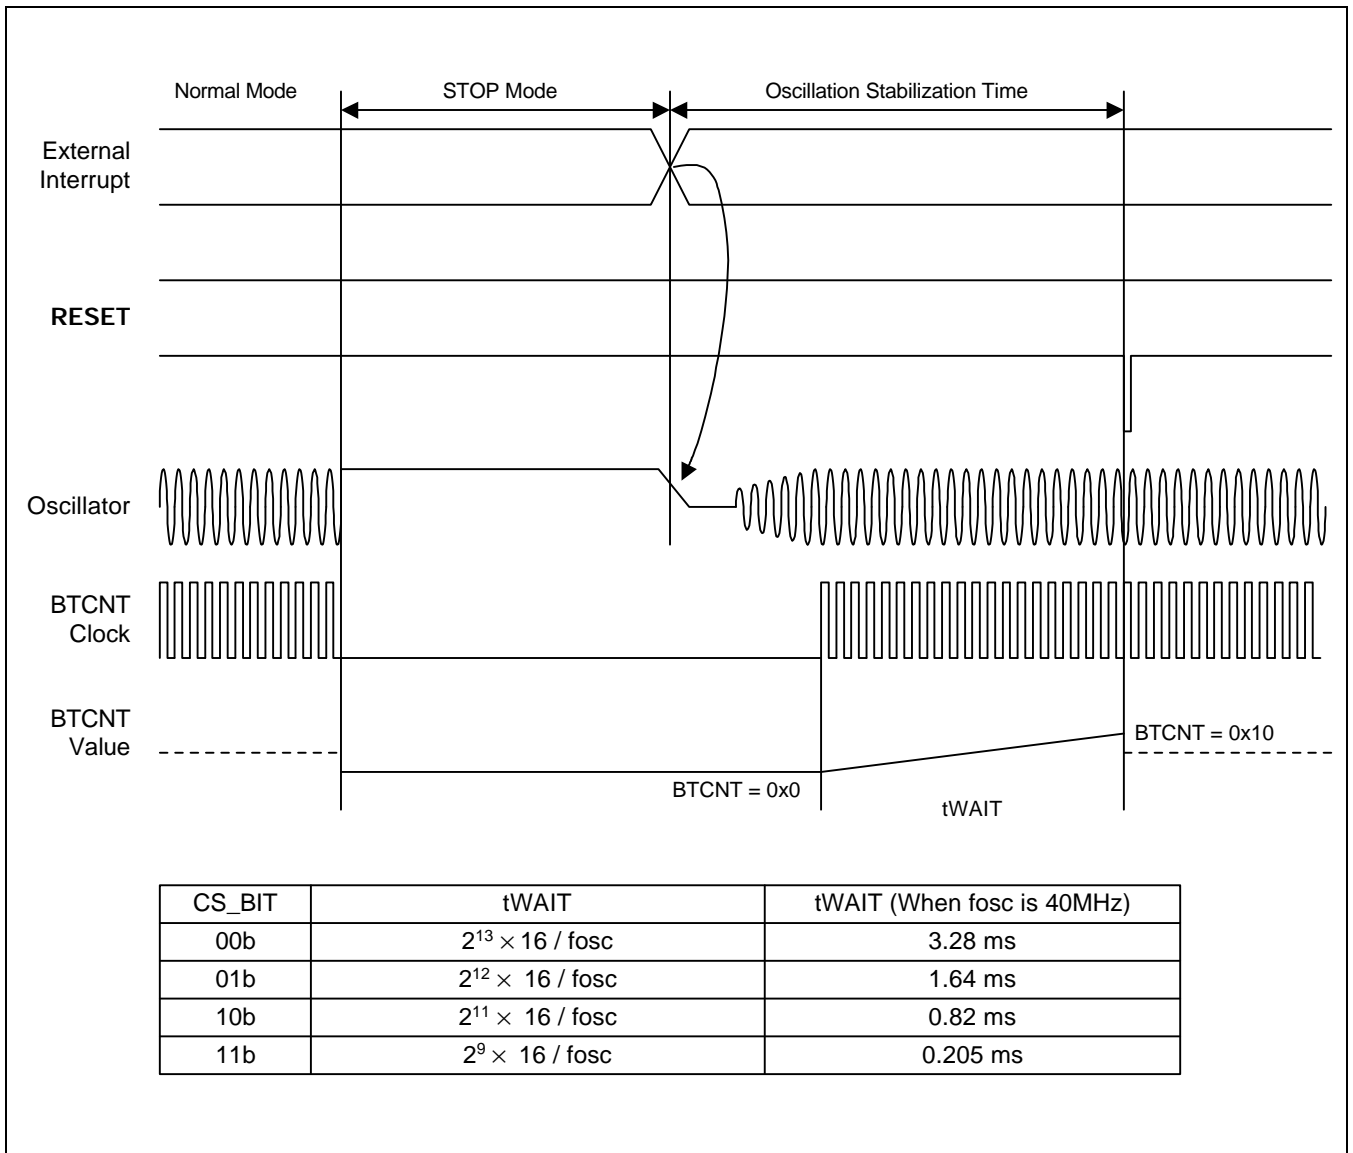 Normal Mode
STOP Mode
Oscillation Stabilization Time
External
Interrupt
RESET
Oscillator
BTCNT
Clock
BTCNT
Value
BTCNT = 0x10
BTCNT = 0x0
tWAIT
CS_BIT tWAIT tWAIT (When fosc is 40MHz)
00b 2¹³ × 16 / fosc 3.28 ms
01b 2¹² × 16 / fosc 1.64 ms
10b 2¹¹ × 16 / fosc 0.82 ms
11b 2⁹ × 16 / fosc 0.205 ms